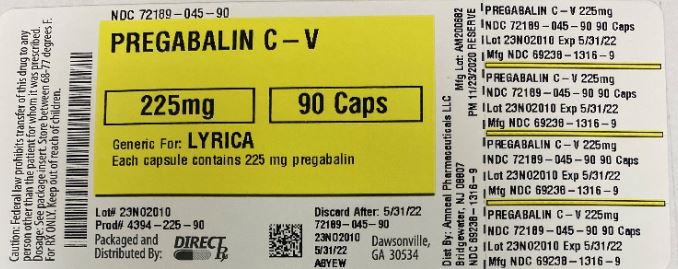 Caution: Federal law prohibits transfer of this drug to any
person other than the patient for whom it was prescribed.
Dosage: See package insert. Store between 68-77 degrees F.
For RX ONLY. Keep out of reach of children.
NDC 72189-045-90
PREGABALIN C-V
225mg
90 Caps
Generic For: LYRICA
Each capsule contains 225 mg pregabalin
Lot# 23NO2010
Prod# 4394-225-90
Packaged and
Distributed By:
DIRECT Rx
Discard After: 5/31/22
72189-045-90
23NO2010
5/31/22
ABYEW
Dawsonville,
GA 30534
Mfg Lot: AM200882
PM 11/23/2020 RESERVE
Dist By: Amneal Pharmaceuticals LLC
Bridgewater, NJ 08807
NDC 69238-1316-9
PREGABALIN C-V 225mg
NDC 72189-045-90 90 Caps
Lot 23NO2010 Exp 5/31/22
Mfg NDC 69238-1316-9
PREGABALIN C-V 225mg
NDC 72189-045-90 90 Caps
Lot 23NO2010 Exp 5/31/22
Mfg NDC 69238-1316-9
PREGABALIN C-V 225mg
NDC 72189-045-90 90 Caps
Lot 23NO2010 Exp 5/31/22
Mfg NDC 69238-1316-9
PREGABALIN C-V 225mg
NDC 72189-045-90 90 Caps
Lot 23NO2010 Exp 5/31/22
Mfg NDC 69238-1316-9